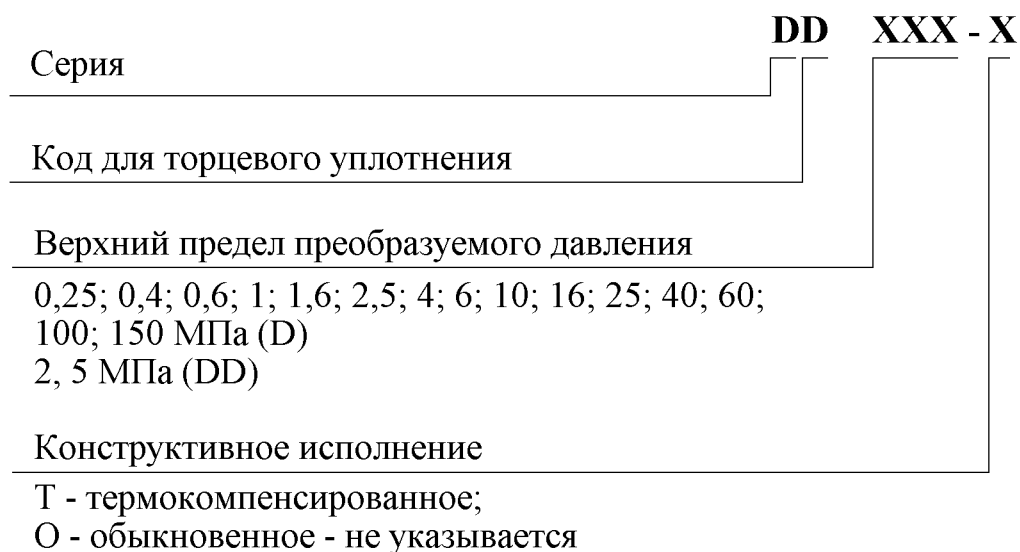 DD XXX - X
Серия
Код для торцевого уплотнения
Верхний предел преобразуемого давления
0,25; 0,4; 0,6; 1; 1,6; 2,5; 4; 6; 10; 16; 25; 40; 60;
100; 150 МПа (D)
2, 5 МПа (DD)
Конструктивное исполнение
Т - термокомпенсированное;
О - обыкновенное - не указывается